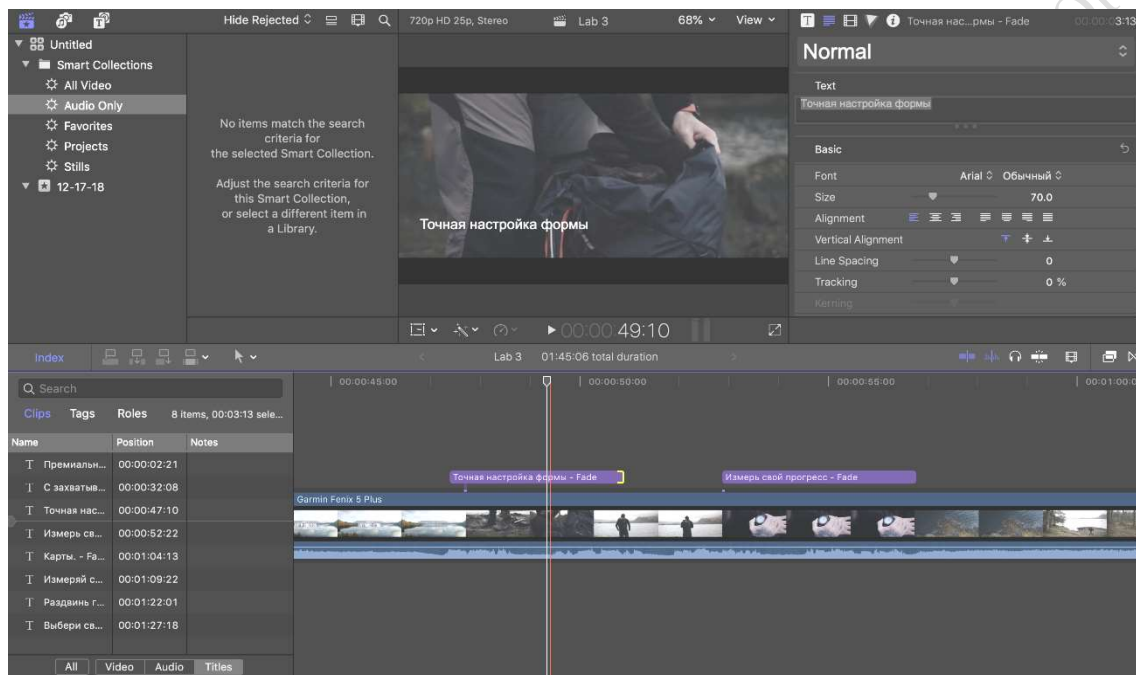 Hide Rejected
720p HD 25p, Stereo
Lab 3
68%
View
Точная нас...рмы - Fade
00:00:03:13
Untitled
Smart Collections
All Video
Audio Only
Favorites
Projects
Stills
12-17-18
No items match the search
criteria for
the selected Smart Collection.
Adjust the search criteria for
this Smart Collection,
or select a different item in
a Library.
Точная настройка формы
Normal
Text
Точная настройка формы
Basic
Font Arial Обычный
Size 70.0
Alignment
Vertical Alignment
Line Spacing 0
Tracking 0 %
Kerning
00:00:49:10
Index
Lab 3 01:45:06 total duration
Search
Clips Tags Roles 8 items, 00:03:13 sele...
Name Position Notes
T Премиальн... 00:00:02:21
T С захватыв... 00:00:32:08
T Точная нас... 00:00:47:10
T Измерь св... 00:00:52:22
T Карты. - Fa... 00:01:04:13
T Измеряй с... 00:01:09:22
T Раздвинь г... 00:01:22:01
T Выбери св... 00:01:27:18
All Video Audio Titles
00:00:45:00 00:00:50:00 00:00:55:00 00:01:00:0
Точная настройка формы - Fade
Измерь свой прогресс - Fade
Garmin Fenix 5 Plus